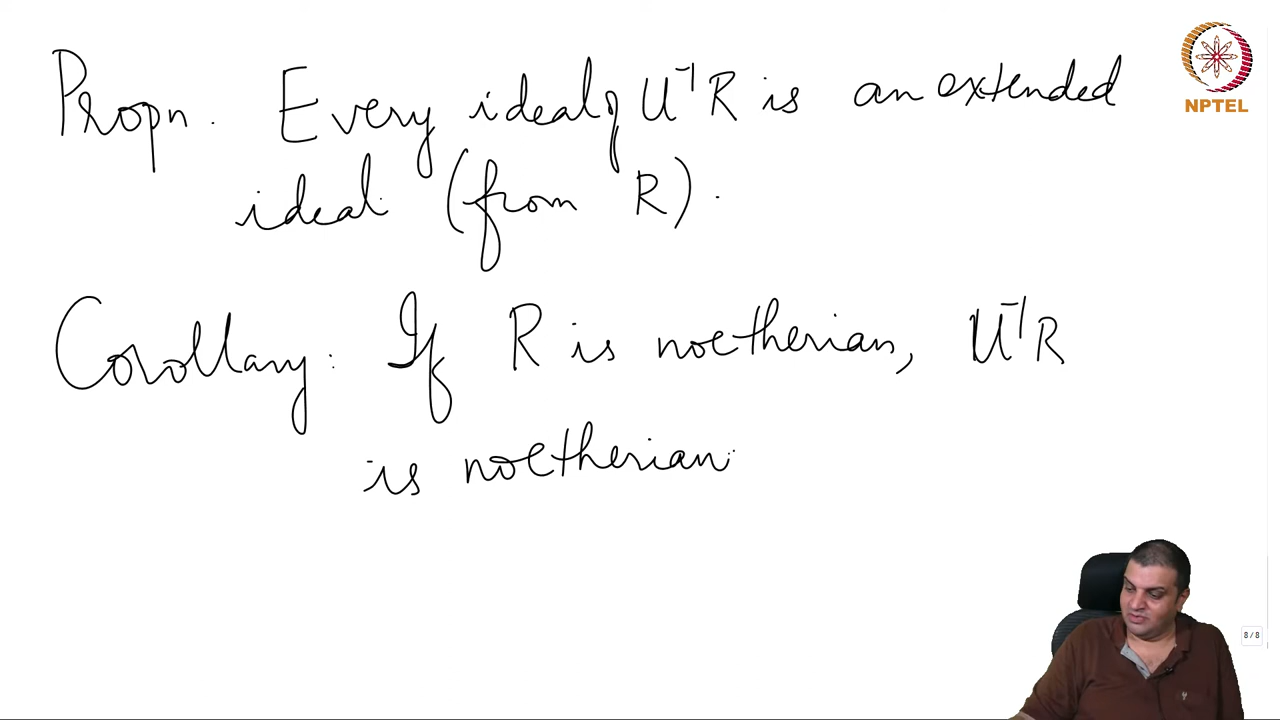 Propn. Every ideal of U⁻¹R is an extended
ideal (from R).
Corollary: If R is noetherian, U⁻¹R
is noetherian
NPTEL
8/8